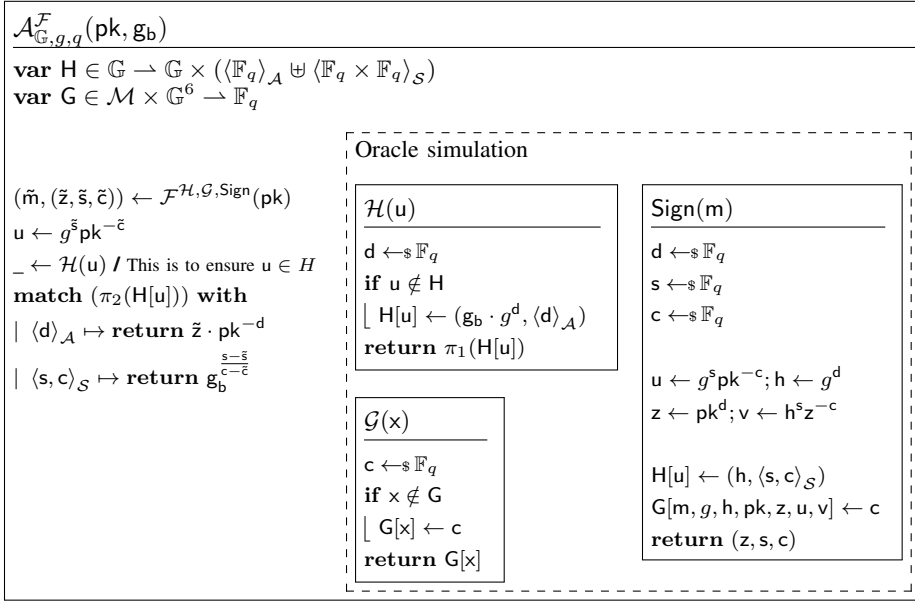 𝒜^ℱ_{𝔾,g,q}(pk, g_b)
var H ∈ 𝔾 ⇀ 𝔾 × (⟨𝔽_q⟩_𝒜 ⊎ ⟨𝔽_q × 𝔽_q⟩_𝒮)
var G ∈ ℳ × 𝔾^6 ⇀ 𝔽_q
(m̃, (z̃, s̃, c̃)) ← ℱ^{ℋ,𝒢,Sign}(pk)
u ← g^{s̃} pk^{−c̃}
_ ← ℋ(u) / This is to ensure u ∈ H
match (π_2(H[u])) with
| ⟨d⟩_𝒜 ↦ return z̃ · pk^{−d}
| ⟨s, c⟩_𝒮 ↦ return g_b^{\frac{s−s̃}{c−c̃}}
Oracle simulation
ℋ(u)
d ←$ 𝔽_q
if u ∉ H
⌊ H[u] ← (g_b · g^d, ⟨d⟩_𝒜)
return π_1(H[u])
𝒢(x)
c ←$ 𝔽_q
if x ∉ G
⌊ G[x] ← c
return G[x]
Sign(m)
d ←$ 𝔽_q
s ←$ 𝔽_q
c ←$ 𝔽_q
u ← g^s pk^{−c}; h ← g^d
z ← pk^d; v ← h^s z^{−c}
H[u] ← (h, ⟨s, c⟩_𝒮)
G[m, g, h, pk, z, u, v] ← c
return (z, s, c)